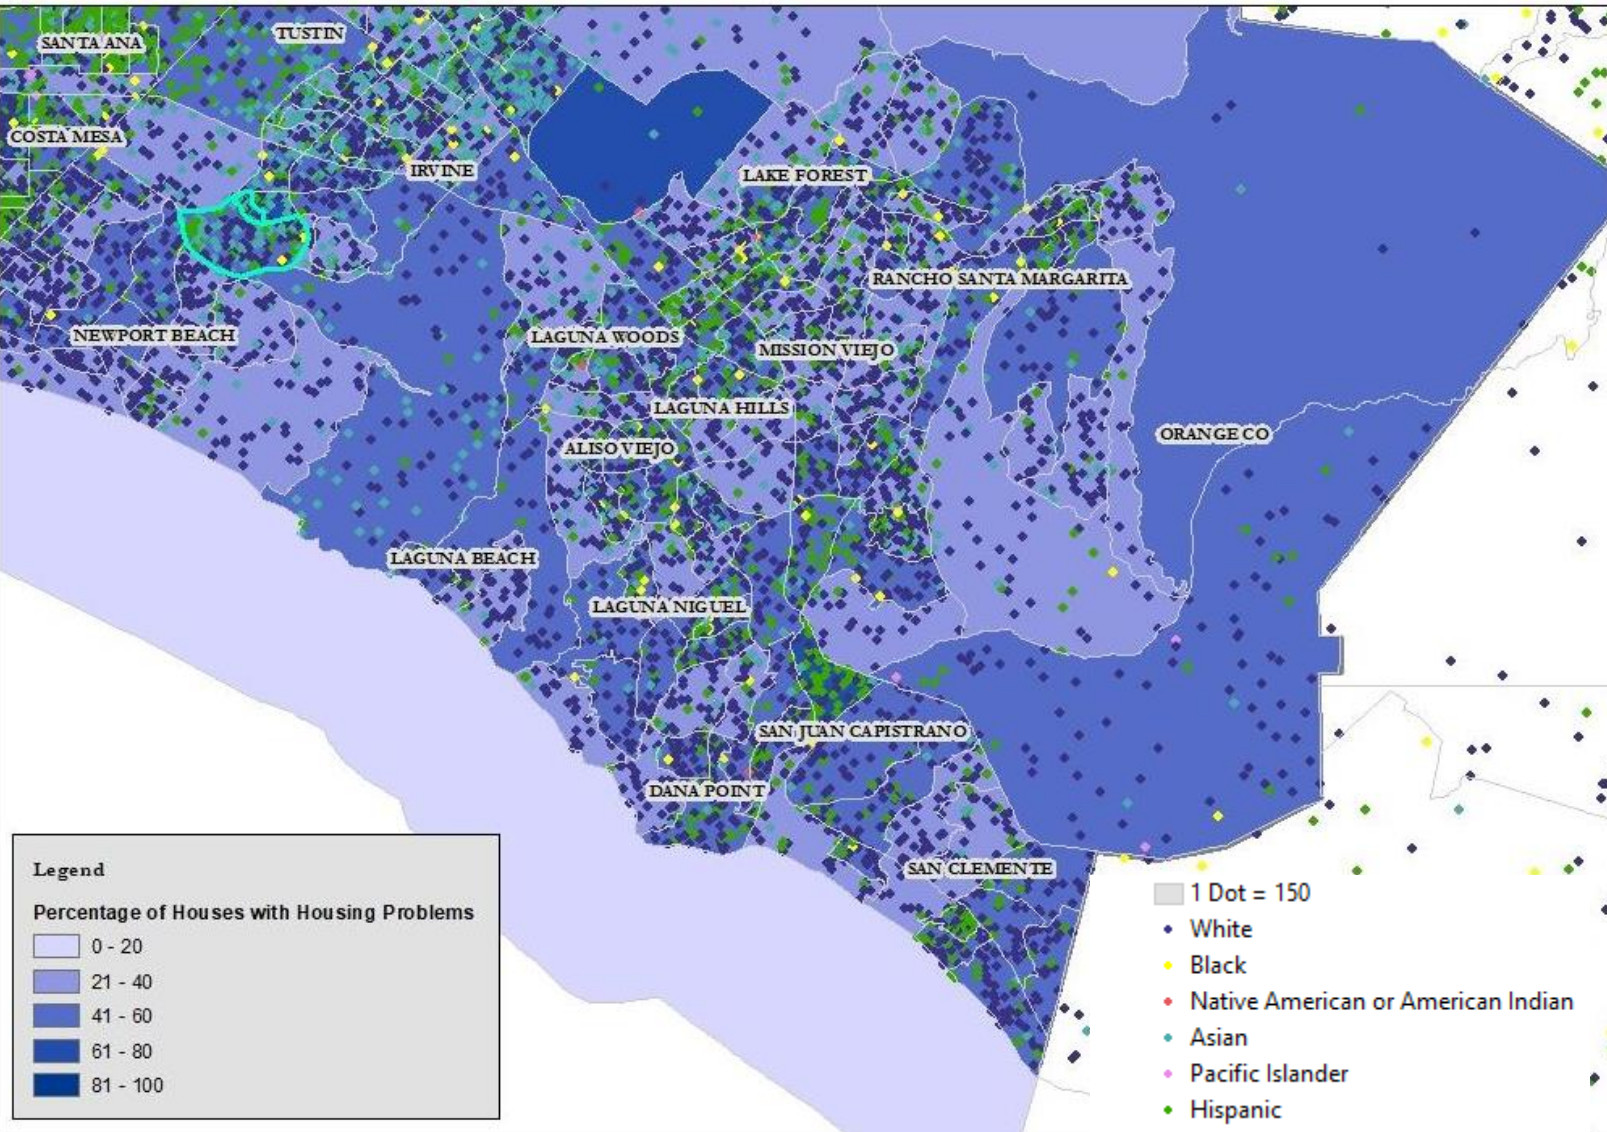 SANTA ANA
TUSTIN
COSTA MESA
IRVINE
LAKE FOREST
RANCHO SANTA MARGARITA
NEWPORT BEACH
LAGUNA WOODS
MISSION VIEJO
LAGUNA HILLS
ORANGE CO
ALISO VIEJO
LAGUNA BEACH
LAGUNA NIGUEL
SAN JUAN CAPISTRANO
DANA POINT
SAN CLEMENTE
Legend
Percentage of Houses with Housing Problems
0 - 20
21 - 40
41 - 60
61 - 80
81 - 100
1 Dot = 150
White
Black
Native American or American Indian
Asian
Pacific Islander
Hispanic